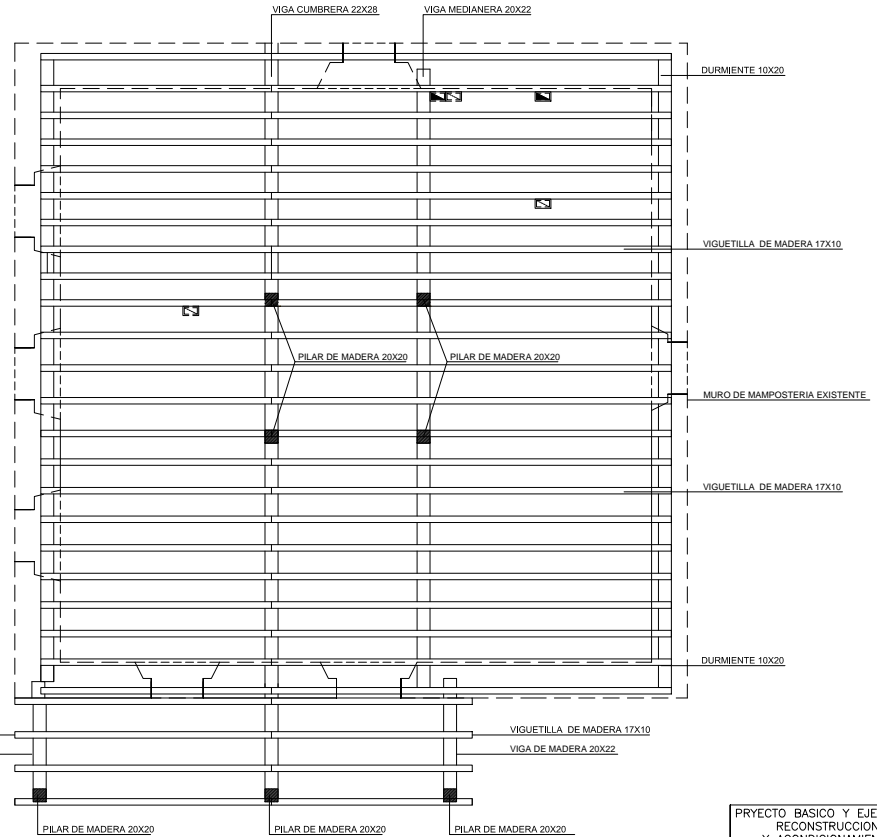 VIGA CUMBRERA 22X28
VIGA MEDIANERA 20X22
DURMIENTE 10X20
VIGUETILLA DE MADERA 17X10
PILAR DE MADERA 20X20
PILAR DE MADERA 20X20
MURO DE MAMPOSTERIA EXISTENTE
VIGUETILLA DE MADERA 17X10
DURMIENTE 10X20
VIGUETILLA DE MADERA 17X10
VIGA DE MADERA 20X22
PILAR DE MADERA 20X20
PILAR DE MADERA 20X20
PILAR DE MADERA 20X20
PRYECTO BASICO Y EJE
RECONSTRUCCION